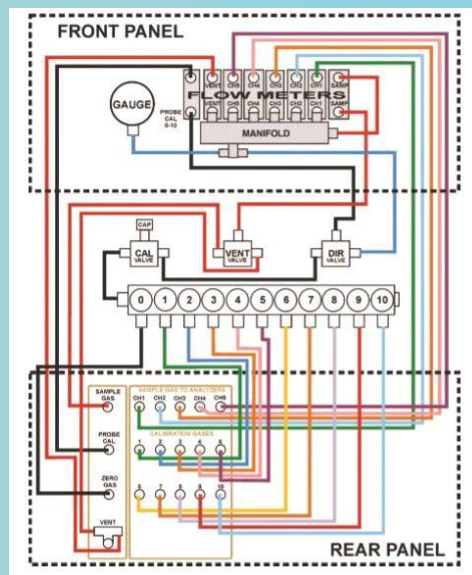 FRONT PANEL
GAUGE
PROBE
CAL
6-10
VENT CH5 CH4 CH3 CH2 CH1 SAMP
FLOW METERS
VENT CH5 CH4 CH3 CH2 CH1 SAMP
MANIFOLD
CAP
CAL
VALVE
VENT
VALVE
DIR
VALVE
0 1 2 3 4 5 6 7 8 9 10
SAMPLE
GAS
SAMPLE GAS TO ANALYZERS
CH1 CH2 CH3 CH4 CH5
PROBE
CAL
CALIBRATION GASES
1 2 3 4 5
ZERO
GAS
6 7 8 9 10
VENT
REAR PANEL